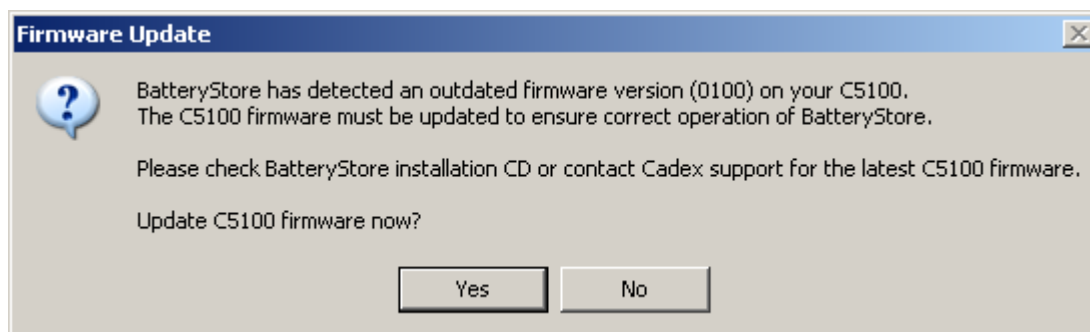 Firmware Update
BatteryStore has detected an outdated firmware version (0100) on your C5100.
The C5100 firmware must be updated to ensure correct operation of BatteryStore.
Please check BatteryStore installation CD or contact Cadex support for the latest C5100 firmware.
Update C5100 firmware now?
Yes No